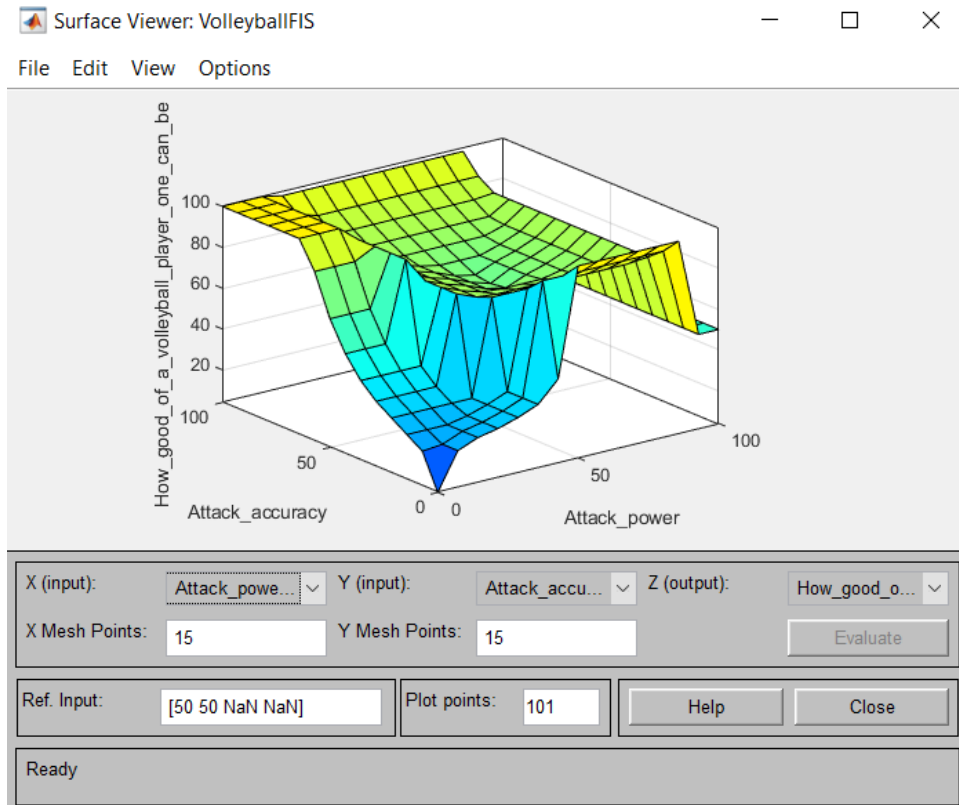 Surface Viewer: VolleyballFIS
File Edit View Options
How_good_of_a_volleyball_player_one_can_be
100
80
60
40
20
100
50
0
Attack_accuracy
0
50
100
Attack_power
X (input): Attack_powe... Y (input): Attack_accu... Z (output): How_good_o...
X Mesh Points: 15 Y Mesh Points: 15 Evaluate
Ref. Input: [50 50 NaN NaN] Plot points: 101 Help Close
Ready